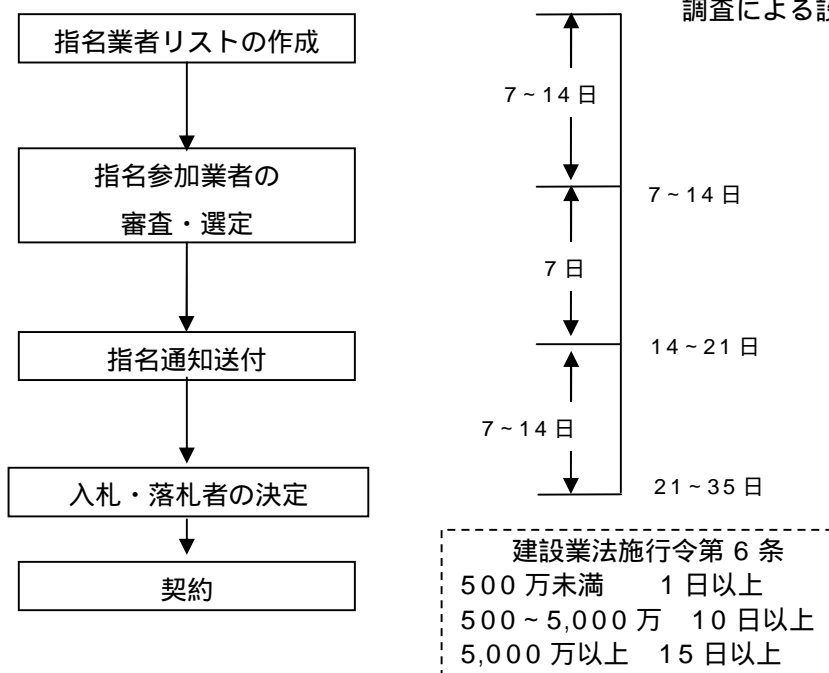 調査による
指名業者リストの作成
7~14日
指名参加業者の
審査・選定
7~14日
7日
指名通知送付
14~21日
7~14日
入札・落札者の決定
21~35日
契約
建設業法施行令第6条
500万未満 1日以上
500~5,000万 10日以上
5,000万以上 15日以上